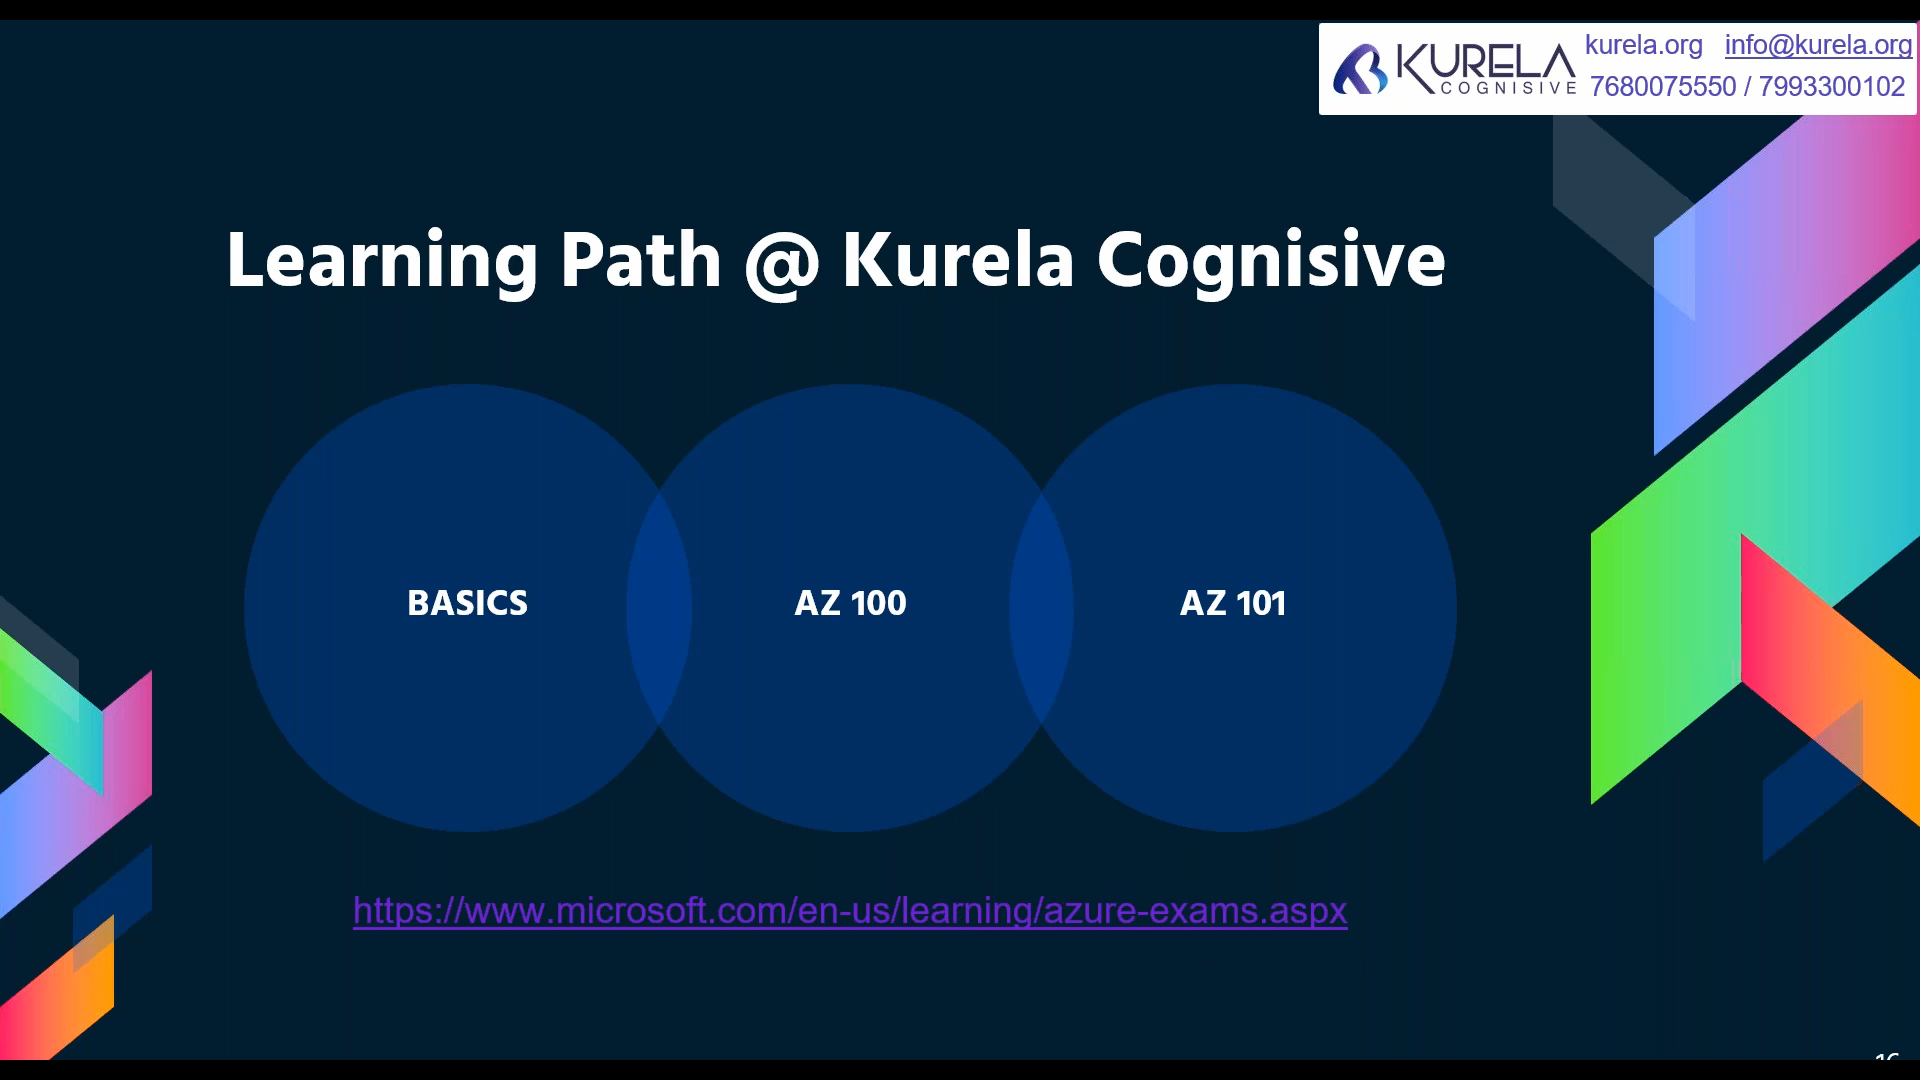 KURELA
COGNISIVE
kurela.org info@kurela.org
7680075550 / 7993300102
Learning Path @ Kurela Cognisive
BASICS
AZ 100
AZ 101
https://www.microsoft.com/en-us/learning/azure-exams.aspx